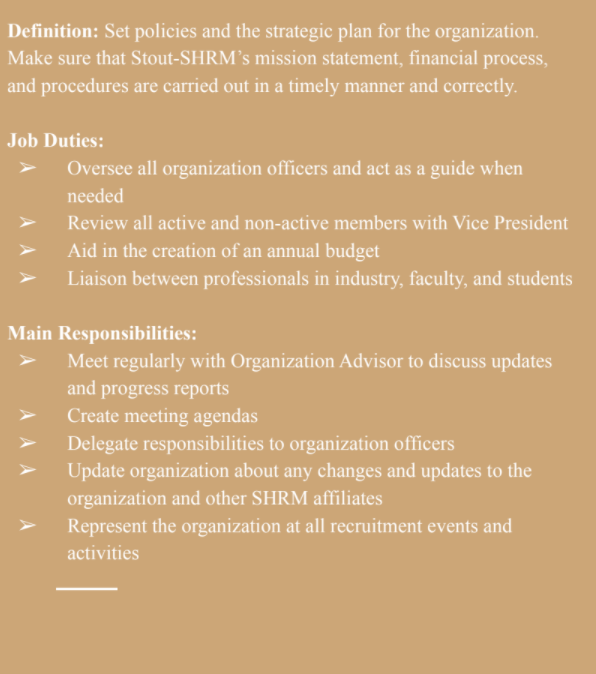 Definition: Set policies and the strategic plan for the organization.
Make sure that Stout-SHRM’s mission statement, financial process,
and procedures are carried out in a timely manner and correctly.
Job Duties:
➢ Oversee all organization officers and act as a guide when
needed
➢ Review all active and non-active members with Vice President
➢ Aid in the creation of an annual budget
➢ Liaison between professionals in industry, faculty, and students
Main Responsibilities:
➢ Meet regularly with Organization Advisor to discuss updates
and progress reports
➢ Create meeting agendas
➢ Delegate responsibilities to organization officers
➢ Update organization about any changes and updates to the
organization and other SHRM affiliates
➢ Represent the organization at all recruitment events and
activities